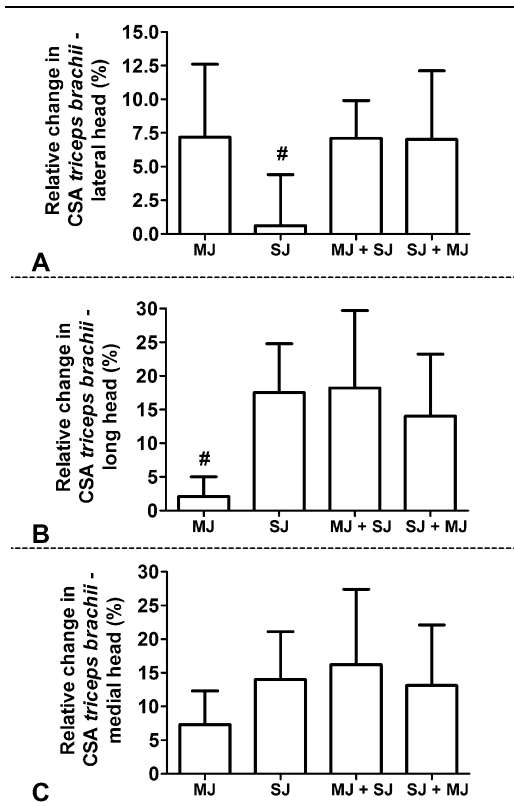 Relative change in
CSA triceps brachii -
lateral head (%)
15.0
12.5
10.0
7.5
5.0
2.5
0.0
#
MJ
SJ
MJ + SJ
SJ + MJ
A
Relative change in
CSA triceps brachii -
long head (%)
30
25
20
15
10
5
0
#
MJ
SJ
MJ + SJ
SJ + MJ
B
Relative change in
CSA triceps brachii -
medial head (%)
30
25
20
15
10
5
0
MJ
SJ
MJ + SJ
SJ + MJ
C